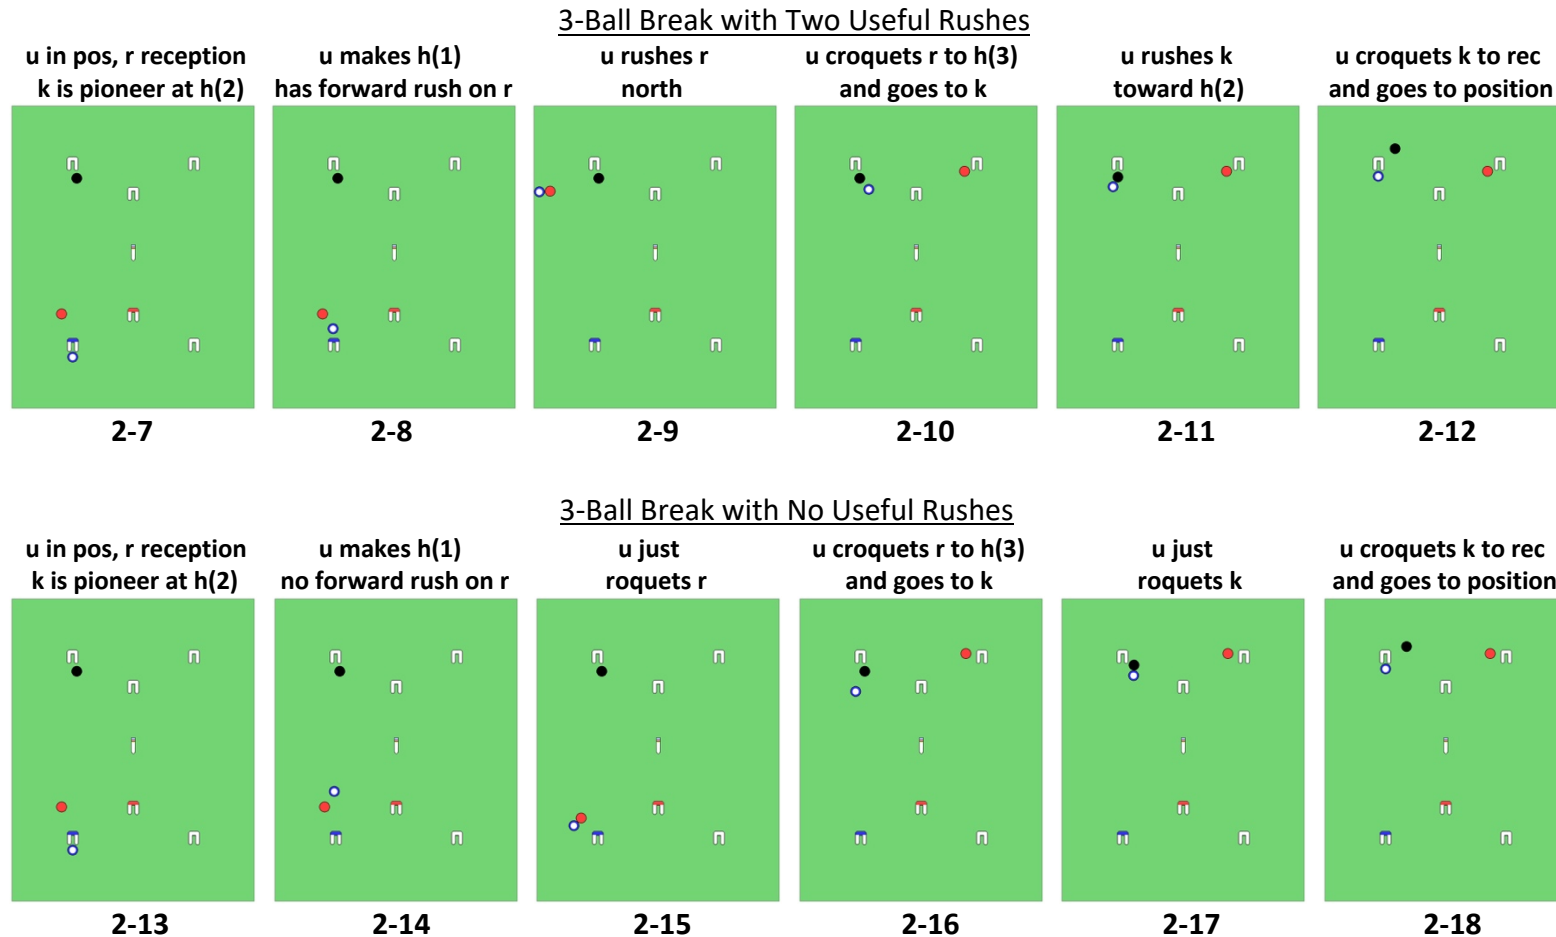 3-Ball Break with Two Useful Rushes
u in pos, r reception
k is pioneer at h(2)
u makes h(1)
has forward rush on r
u rushes r
north
u croquets r to h(3)
and goes to k
u rushes k
toward h(2)
u croquets k to rec
and goes to position
2-7
2-8
2-9
2-10
2-11
2-12
3-Ball Break with No Useful Rushes
u in pos, r reception
k is pioneer at h(2)
u makes h(1)
no forward rush on r
u just
roquets r
u croquets r to h(3)
and goes to k
u just
roquets k
u croquets k to rec
and goes to position
2-13
2-14
2-15
2-16
2-17
2-18